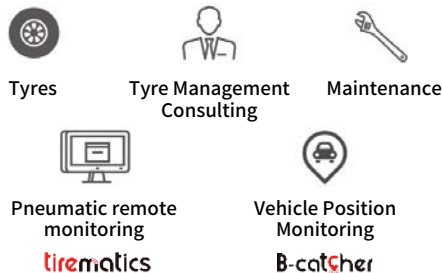 Tyres
Tyre Management
Consulting
Maintenance
Pneumatic remote
monitoring
Vehicle Position
Monitoring
tirematics
B-catcher